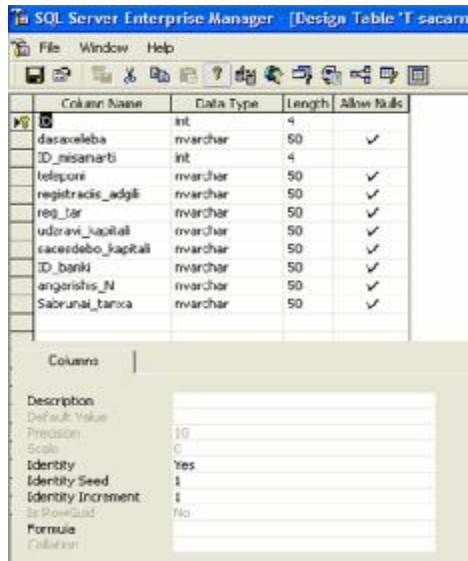 SQL Server Enterprise Manager - [Design Table 'T sacarm
File Window Help
Column Name Data Type Length Allow Nulls
ID int 4
dasaxeleba nvarchar 50
ID_misamarti int 4
teleponi nvarchar 50
registraciis_adgili nvarchar 50
reg_tar nvarchar 50
udzravi_kapitali nvarchar 50
sacesdebo_kapitali nvarchar 50
ID_banki nvarchar 50
angarishis_N nvarchar 50
Sabrunai_tanxa nvarchar 50
Columns
Description
Default Value
Precision 10
Scale 0
Identity Yes
Identity Seed 1
Identity Increment 1
Is RowGuid No
Formula
Collation